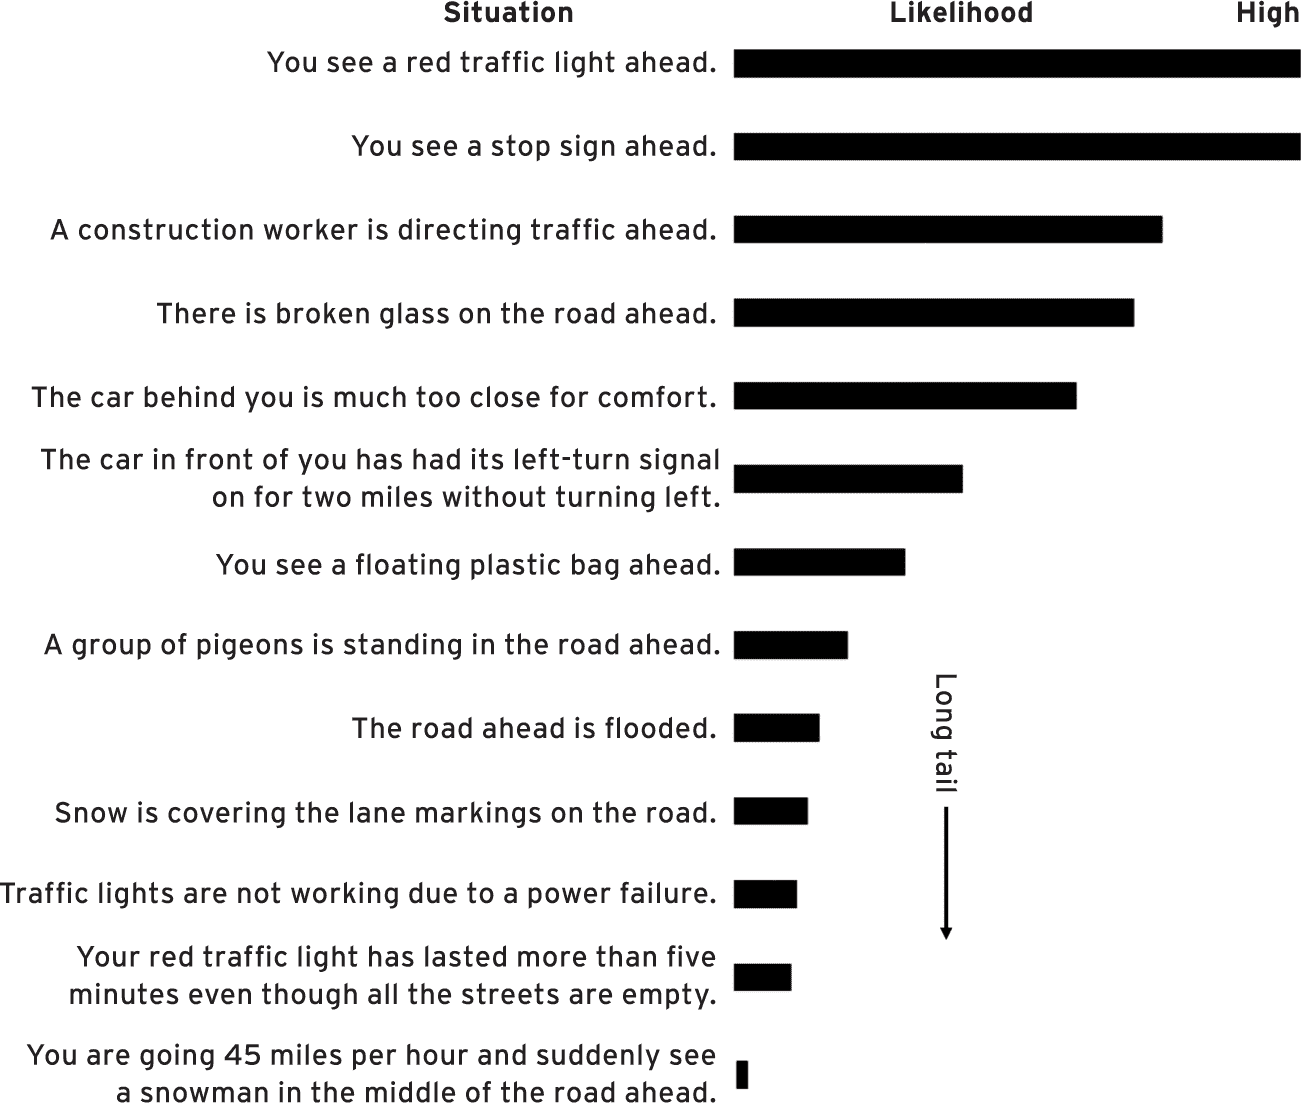 Situation Likelihood High
You see a red traffic light ahead.
You see a stop sign ahead.
A construction worker is directing traffic ahead.
There is broken glass on the road ahead.
The car behind you is much too close for comfort.
The car in front of you has had its left-turn signal
on for two miles without turning left.
You see a floating plastic bag ahead.
A group of pigeons is standing in the road ahead.
Long tail
The road ahead is flooded.
Snow is covering the lane markings on the road.
Traffic lights are not working due to a power failure.
Your red traffic light has lasted more than five
minutes even though all the streets are empty.
You are going 45 miles per hour and suddenly see
a snowman in the middle of the road ahead.